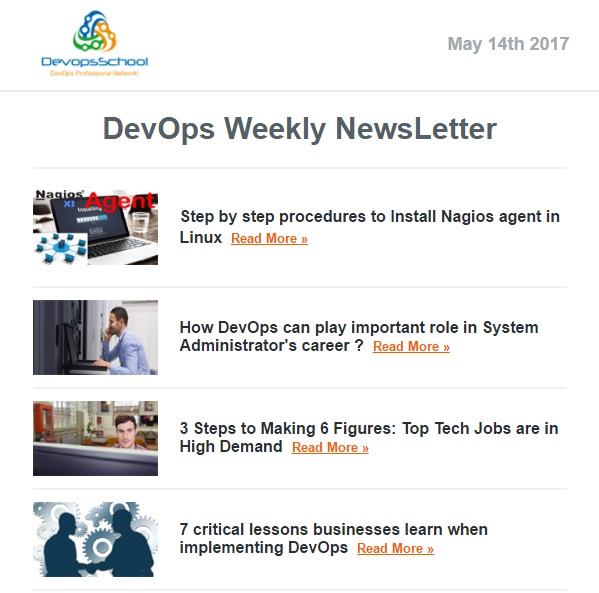 DevopsSchool
DevOps Professional Network!
May 14th 2017
DevOps Weekly NewsLetter
Nagios
XI
Agent
Installing
Step by step procedures to Install Nagios agent in
Linux Read More »
How DevOps can play important role in System
Administrator's career ? Read More »
3 Steps to Making 6 Figures: Top Tech Jobs are in
High Demand Read More »
7 critical lessons businesses learn when
implementing DevOps Read More »